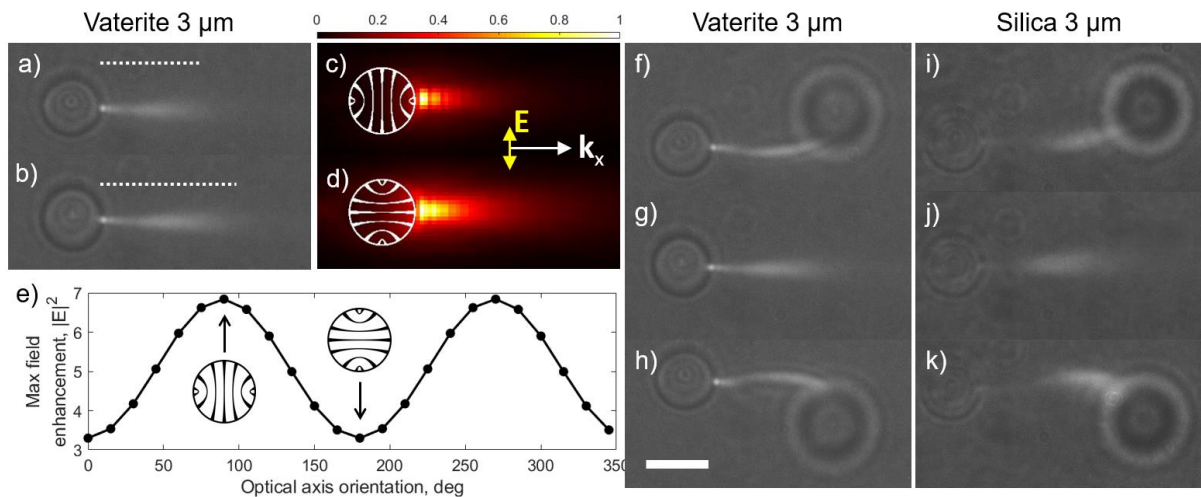 Vaterite 3 µm
0 0.2 0.4 0.6 0.8 1
Vaterite 3 µm
Silica 3 µm
a)
b)
c)
d)
E
kx
e)
Max field
enhancement, |E|²
7
6
5
4
3
0 50 100 150 200 250 300 350
Optical axis orientation, deg
f)
g)
h)
i)
j)
k)